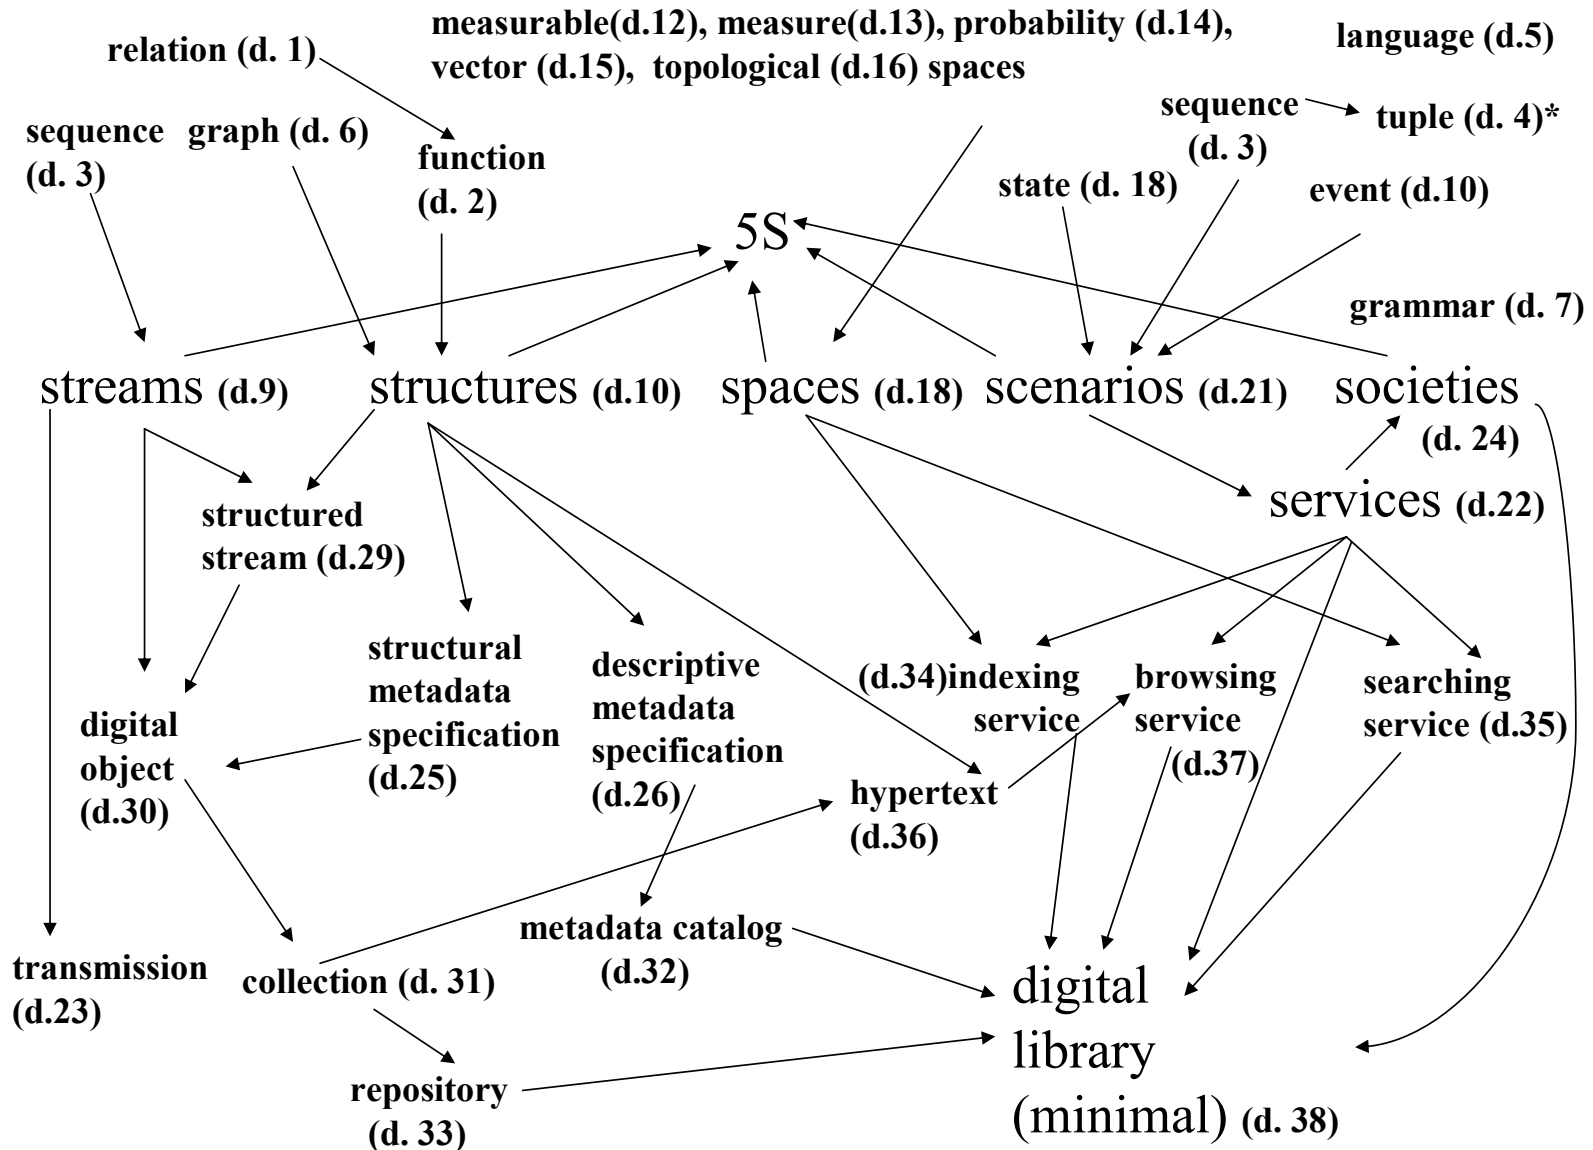 measurable(d.12), measure(d.13), probability (d.14),
vector (d.15), topological (d.16) spaces
relation (d. 1)
language (d.5)
sequence
(d. 3)
graph (d. 6)
function
(d. 2)
sequence
(d. 3)
tuple (d. 4)*
state (d. 18)
event (d.10)
5S
grammar (d. 7)
streams (d.9)
structures (d.10)
spaces (d.18)
scenarios (d.21)
societies
(d. 24)
services (d.22)
structured
stream (d.29)
structural
metadata
specification
(d.25)
descriptive
metadata
specification
(d.26)
(d.34)indexing
service
browsing
service
(d.37)
searching
service (d.35)
digital
object
(d.30)
hypertext
(d.36)
metadata catalog
(d.32)
transmission
(d.23)
collection (d. 31)
repository
(d. 33)
digital
library
(minimal) (d. 38)